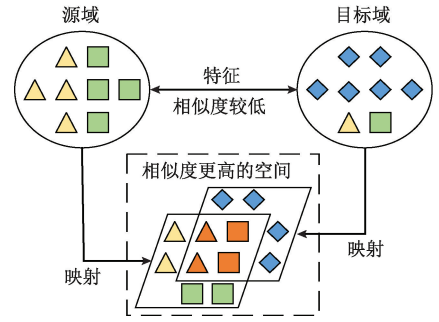 源域
目标域
特征
相似度较低
相似度更高的空间
映射
映射